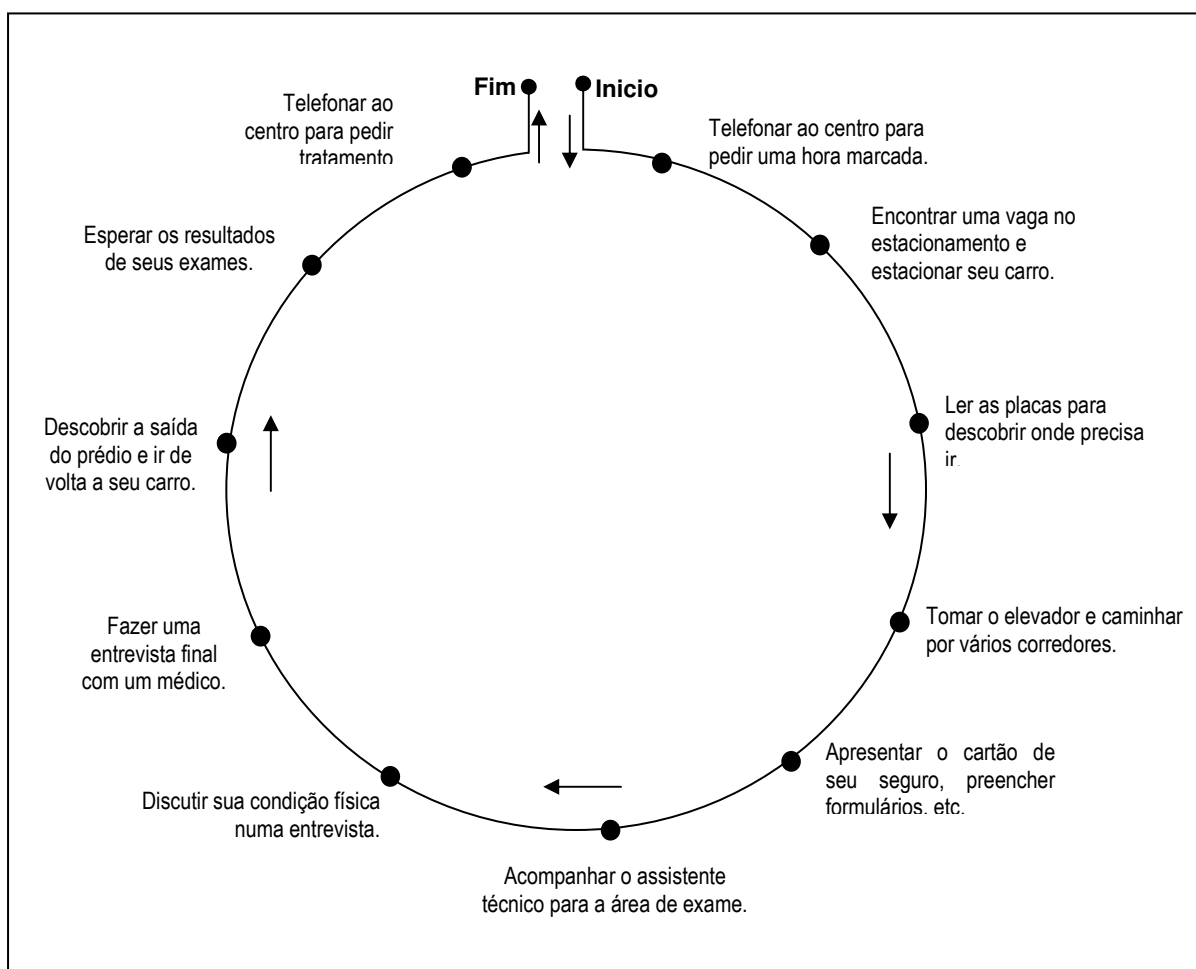 Fim
Inicio
Telefonar ao centro para
pedir uma hora marcada.
Encontrar uma vaga no
estacionamento e
estacionar seu carro.
Ler as placas para
descobrir onde precisa
ir
Tomar o elevador e caminhar
por vários corredores.
Apresentar o cartão de
seu seguro, preencher
formulários, etc.
Acompanhar o assistente
técnico para a área de exame.
Discutir sua condição física
numa entrevista.
Fazer uma
entrevista final
com um médico.
Descobrir a saída
do prédio e ir de
volta a seu carro.
Esperar os resultados
de seus exames.
Telefonar ao
centro para pedir
tratamento